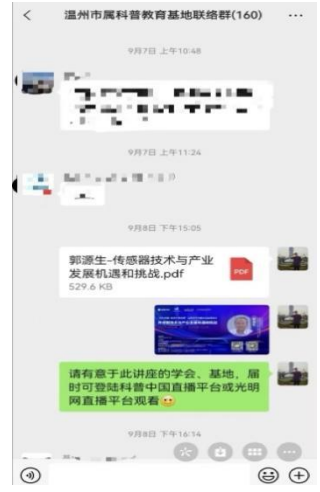 温州市属科普教育基地联络群(160)
9月7日 上午10:48
9月7日 上午11:24
9月8日 下午15:05
郭源生-传感器技术与产业
发展机遇和挑战.pdf
529.6 KB
PDF
请有意于此讲座的学会、基地，届
时可登陆科普中国直播平台或光明
网直播平台观看
9月8日 下午16:14